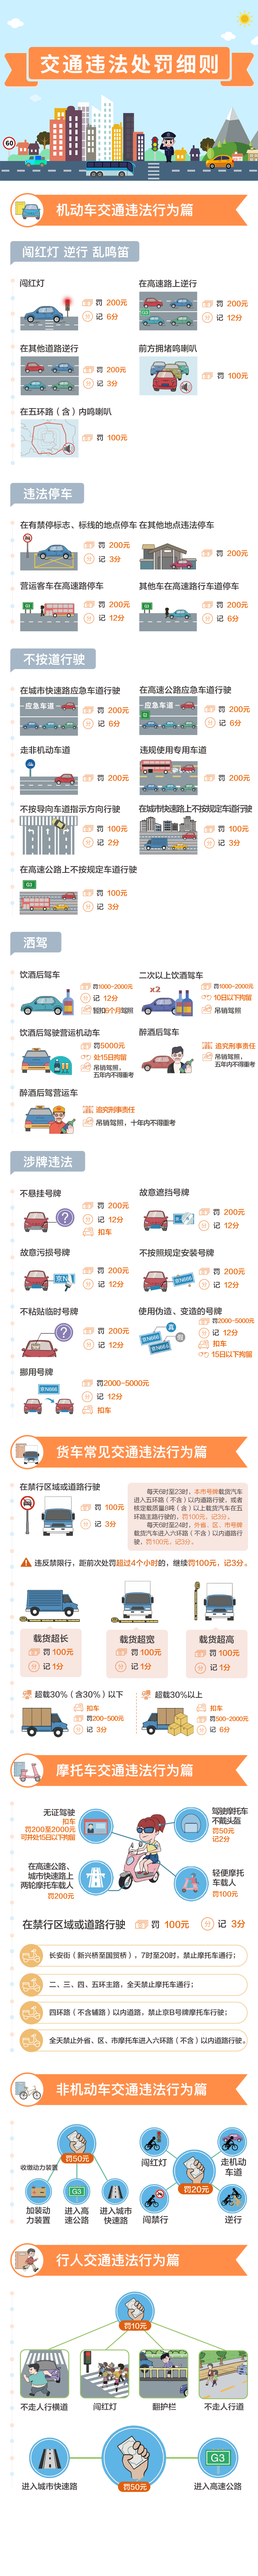 交通违法处罚细则
60
机动车交通违法行为篇
闯红灯 逆行 乱鸣笛
闯红灯
罚 200元
记 6分
在高速路上逆行
G3
罚 200元
记 12分
在其他道路逆行
罚 200元
记 3分
前方拥堵鸣喇叭
罚 100元
在五环路（含）内鸣喇叭
罚 100元
违法停车
在有禁停标志、标线的地点停车
罚 200元
记 3分
在其他地点违法停车
罚 200元
营运客车在高速路停车
G3
罚 200元
记 12分
其他车在高速路行车道停车
G3
罚 200元
记 6分
不按道行驶
在城市快速路应急车道行驶
应急车道
罚 200元
记 6分
在高速公路应急车道行驶
应急车道
G3
罚 200元
记 6分
走非机动车道
罚 200元
违规使用专用车道
罚 200元
不按导向车道指示方向行驶
罚 100元
记 2分
在城市快速路上不按规定车道行驶
罚 100元
记 3分
在高速公路上不按规定车道行驶
G3
罚 100元
记 3分
酒驾
饮酒后驾车
罚1000-2000元
记 12分
暂扣6个月驾照
二次以上饮酒驾车
x2
罚1000-2000元
10日以下拘留
吊销驾照
饮酒后驾驶营运机动车
罚5000元
处15日拘留
吊销驾照，
五年内不得重考
醉酒后驾车
追究刑事责任
吊销驾照，
五年内不得重考
醉酒后驾营运车
追究刑事责任
吊销驾照，十年内不得重考
涉牌违法
不悬挂号牌
?
罚 200元
记 12分
扣车
故意遮挡号牌
罚 200元
记 12分
故意污损号牌
京N
罚 200元
记 12分
不按照规定安装号牌
京N666
罚 200元
记 12分
不粘贴临时号牌
?
罚 200元
记 12分
使用伪造、变造的号牌
京N666
京N66S
真
假
罚2000-5000元
记 12分
扣车
15日以下拘留
挪用号牌
京N666
罚2000-5000元
记 12分
扣车
货车常见交通违法行为篇
在禁行区域或道路行驶
罚 100元
记 3分
每天6时至23时，本市号牌载货汽车
进入五环路（不含）以内道路行驶，或者
核定载质量8吨（含）以上载货汽车在五
环路主路行驶的，罚100元，记3分。
每天6时至24时，外省、区、市号牌
载货汽车进入六环路（不含）以内道路行
驶，罚100元，记3分。
违反禁限行，距前次处罚超过4个小时的，继续罚100元，记3分。
载货超长
罚 100元
记 1分
载货超宽
罚 100元
记 1分
载货超高
罚 100元
记 1分
超载30%（含30%）以下
扣车
罚200-500元
记 3分
超载30%以上
扣车
罚500-2000元
记 6分
摩托车交通违法行为篇
无证驾驶
扣车
罚200至2000元
可并处15日以下拘留
驾驶摩托车
不戴头盔
罚50元
记2分
在高速公路、
城市快速路上
两轮摩托车载人
罚200元
轻便摩托
车载人
罚100元
在禁行区域或道路行驶
罚 100元
记 3分
长安街（新兴桥至国贸桥），7时至20时，禁止摩托车通行；
二、三、四、五环主路，全天禁止摩托车通行；
四环路（不含辅路）以内道路，禁止京B号牌摩托车行驶；
全天禁止外省、区、市摩托车进入六环路（不含）以内道路行驶。
非机动车交通违法行为篇
罚50元
收缴动力装置
加装动
力装置
G3
进入高
速公路
进入城市
快速路
闯红灯
走机动
车道
罚20元
闯禁行
逆行
行人交通违法行为篇
罚10元
不走人行横道
闯红灯
翻护栏
不走人行道
进入城市快速路
罚50元
G3
进入高速公路